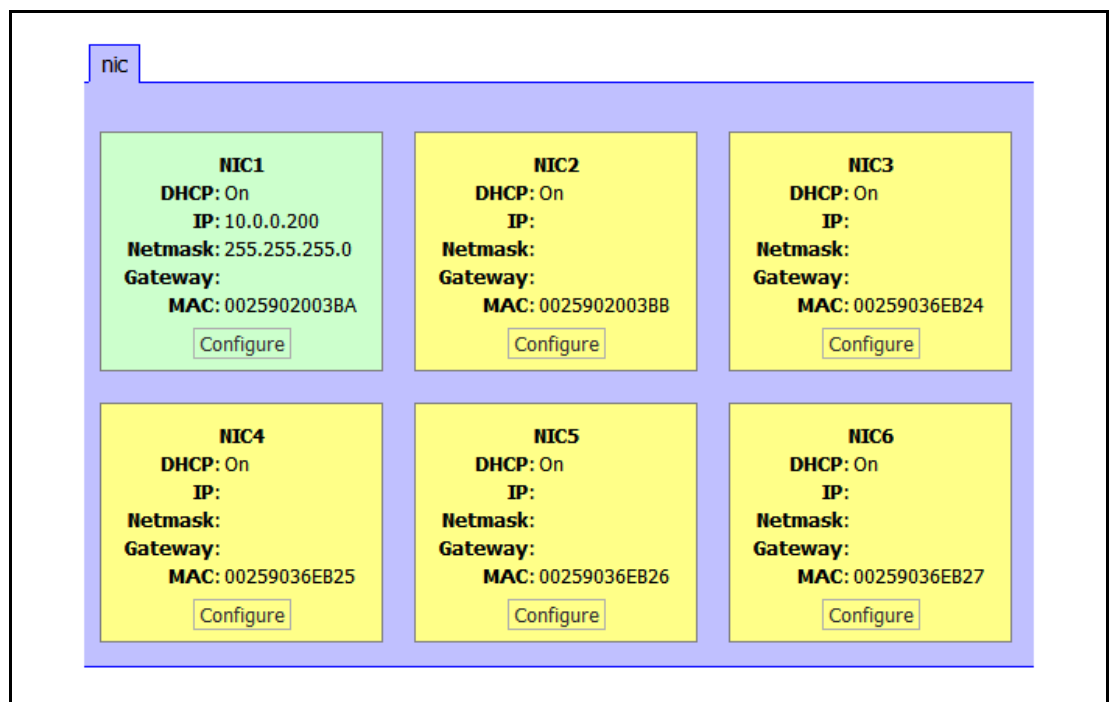 nic
NIC1
DHCP: On
IP: 10.0.0.200
Netmask: 255.255.255.0
Gateway:
MAC: 0025902003BA
Configure
NIC2
DHCP: On
IP:
Netmask:
Gateway:
MAC: 0025902003BB
Configure
NIC3
DHCP: On
IP:
Netmask:
Gateway:
MAC: 00259036EB24
Configure
NIC4
DHCP: On
IP:
Netmask:
Gateway:
MAC: 00259036EB25
Configure
NIC5
DHCP: On
IP:
Netmask:
Gateway:
MAC: 00259036EB26
Configure
NIC6
DHCP: On
IP:
Netmask:
Gateway:
MAC: 00259036EB27
Configure